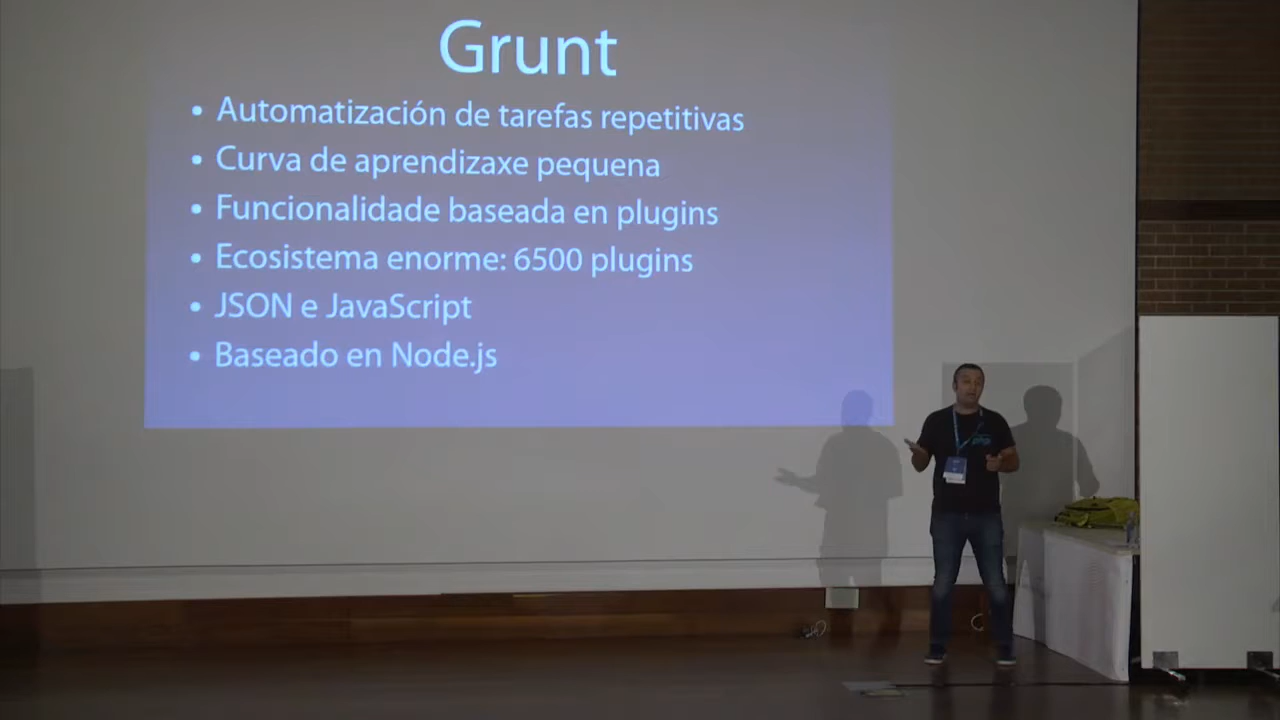 Grunt
• Automatización de tarefas repetitivas
• Curva de aprendizaxe pequena
• Funcionalidade baseada en plugins
• Ecosistema enorme: 6500 plugins
• JSON e JavaScript
• Baseado en Node.js